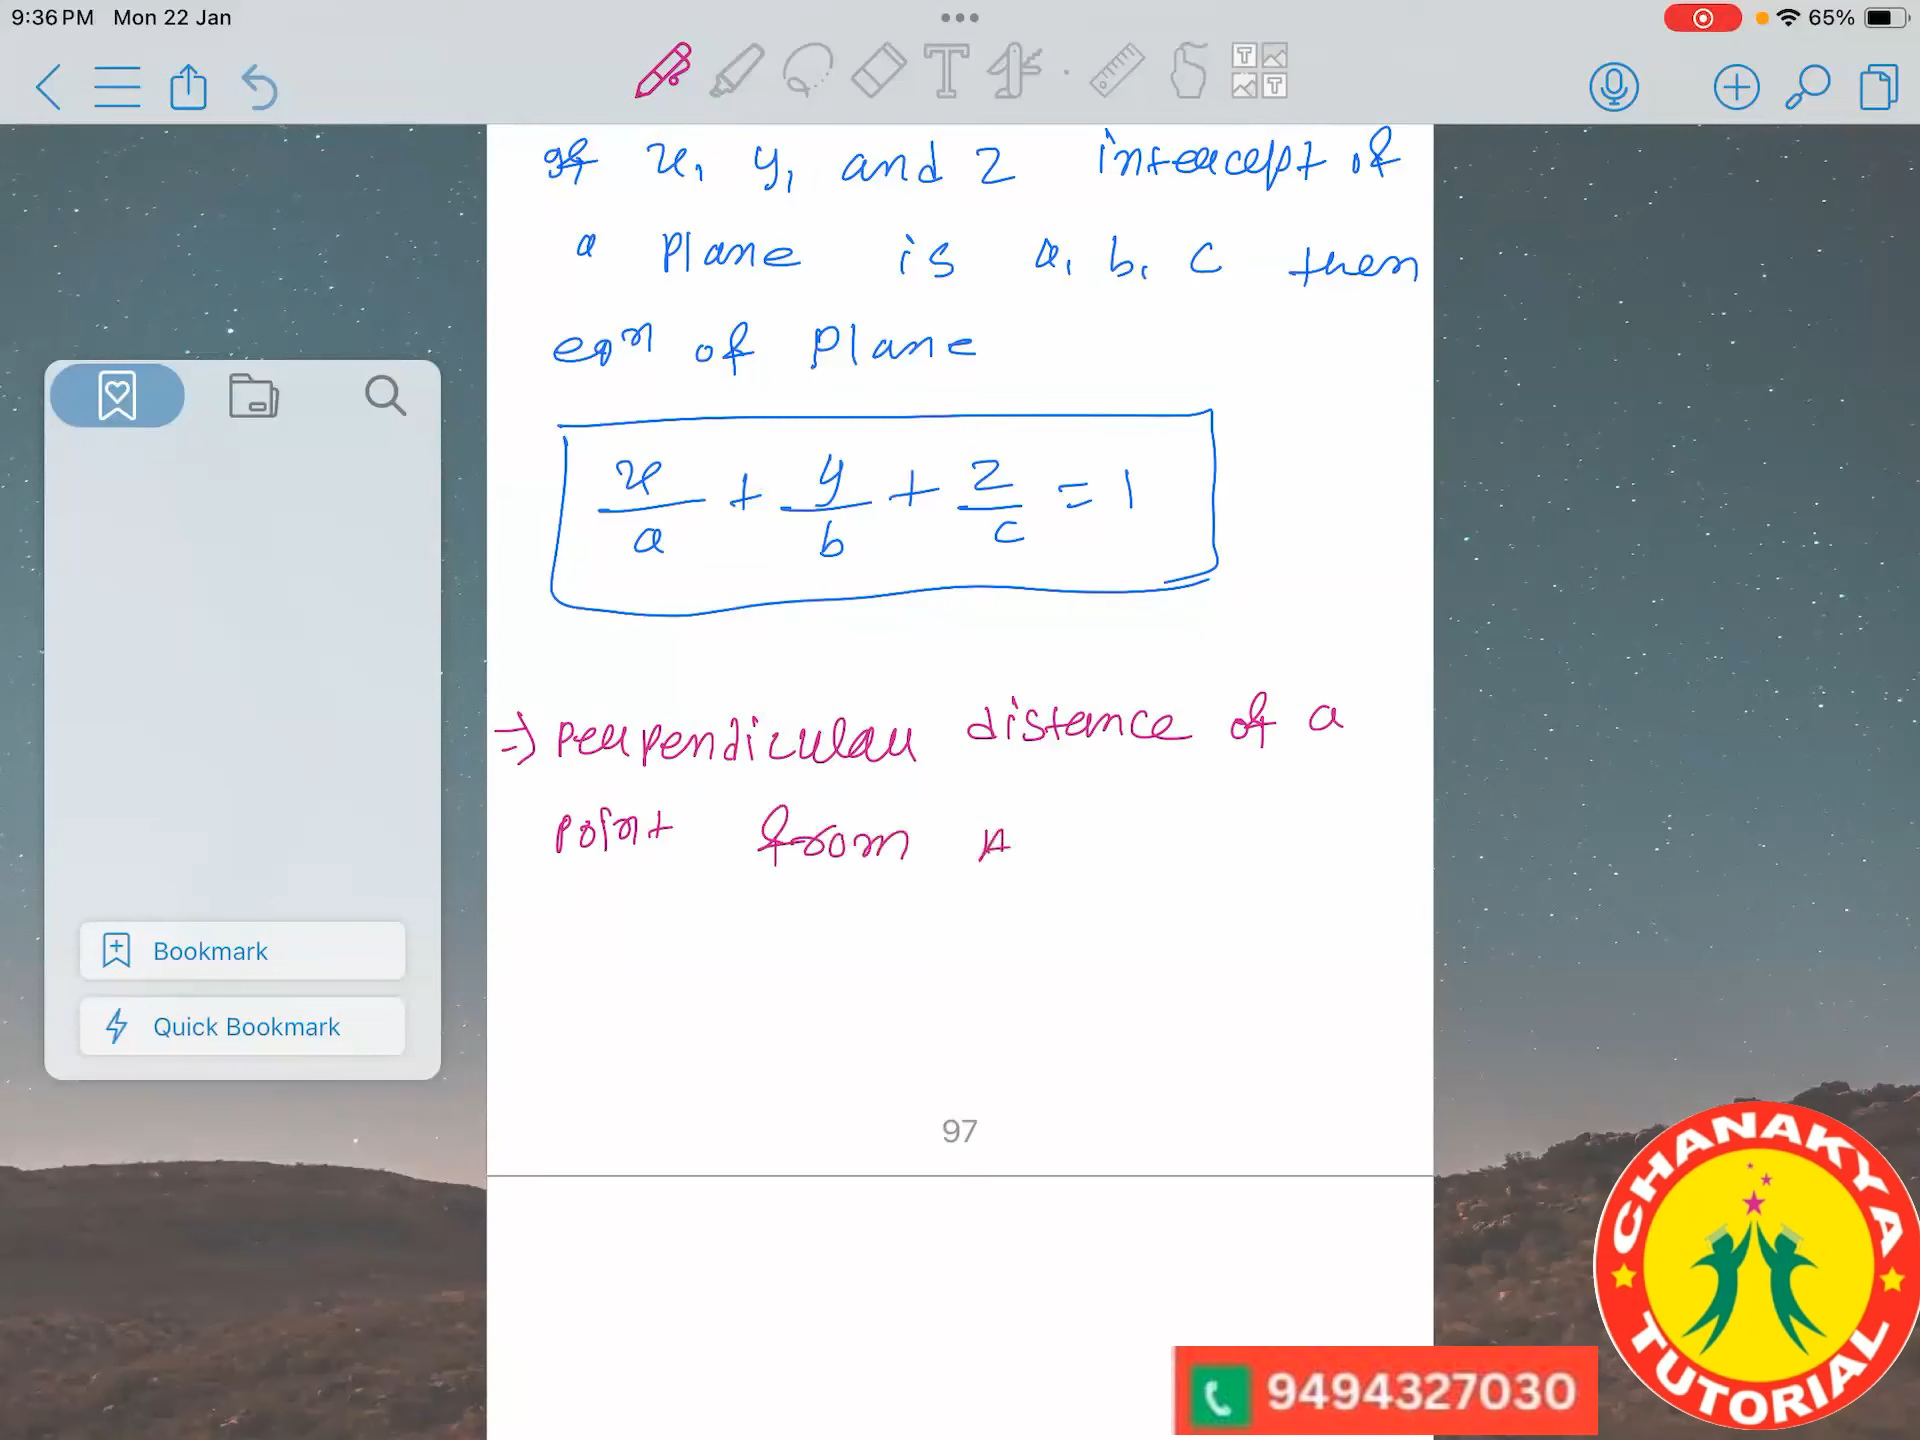 9:36 PM Mon 22 Jan
65%
If x, y, and z intercept of
a plane is a, b, c then
eqn of plane
x/a + y/b + z/c = 1
=> perpendicular distance of a
point from A
Bookmark
Quick Bookmark
97
CHANAKYA
TUTORIAL
9494327030